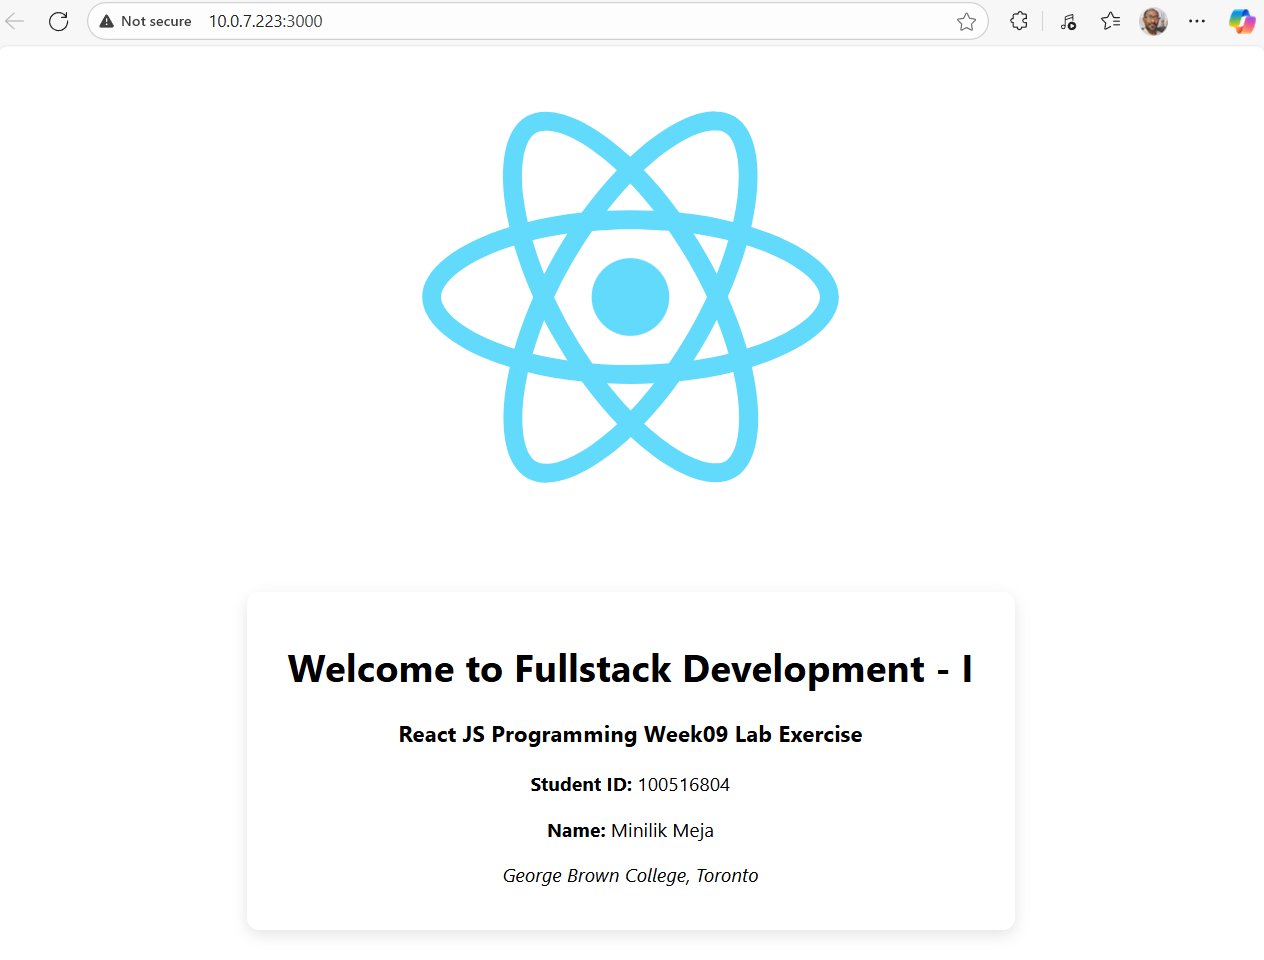 Not secure 10.0.7.223:3000
Welcome to Fullstack Development - I
React JS Programming Week09 Lab Exercise
Student ID: 100516804
Name: Minilik Meja
George Brown College, Toronto